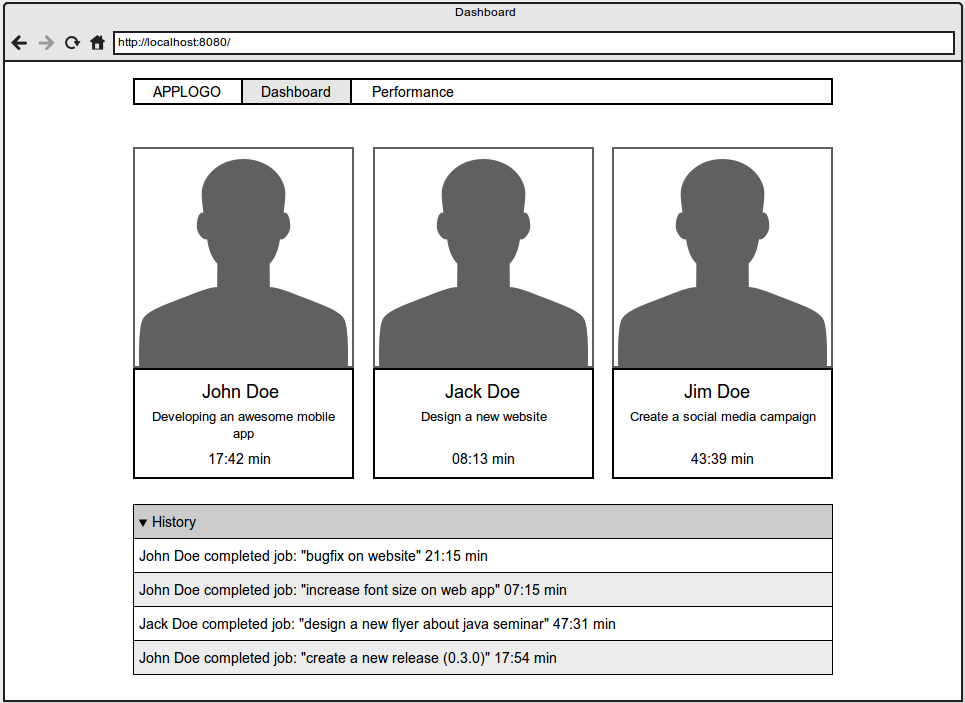 Dashboard
http://localhost:8080/
APPLOGO Dashboard Performance
John Doe
Developing an awesome mobile
app
17:42 min
Jack Doe
Design a new website
08:13 min
Jim Doe
Create a social media campaign
43:39 min
▼ History
John Doe completed job: "bugfix on website" 21:15 min
John Doe completed job: "increase font size on web app" 07:15 min
Jack Doe completed job: "design a new flyer about java seminar" 47:31 min
John Doe completed job: "create a new release (0.3.0)" 17:54 min